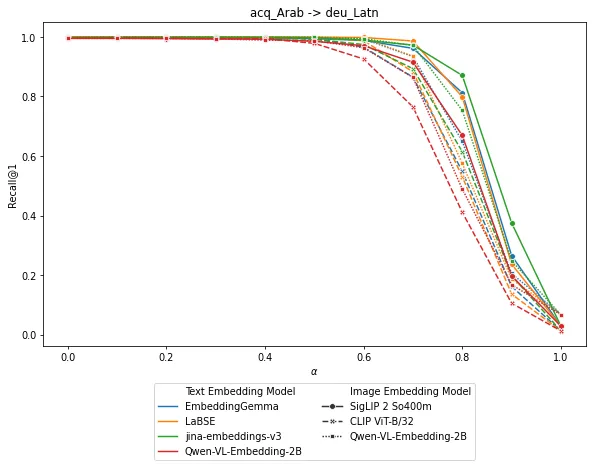 acq_Arab -> deu_Latn
Recall@1
1.0
0.8
0.6
0.4
0.2
0.0
0.0 0.2 0.4 0.6 0.8 1.0
α
Text Embedding Model
EmbeddingGemma
LaBSE
jina-embeddings-v3
Qwen-VL-Embedding-2B
Image Embedding Model
SigLIP 2 So400m
CLIP ViT-B/32
Qwen-VL-Embedding-2B